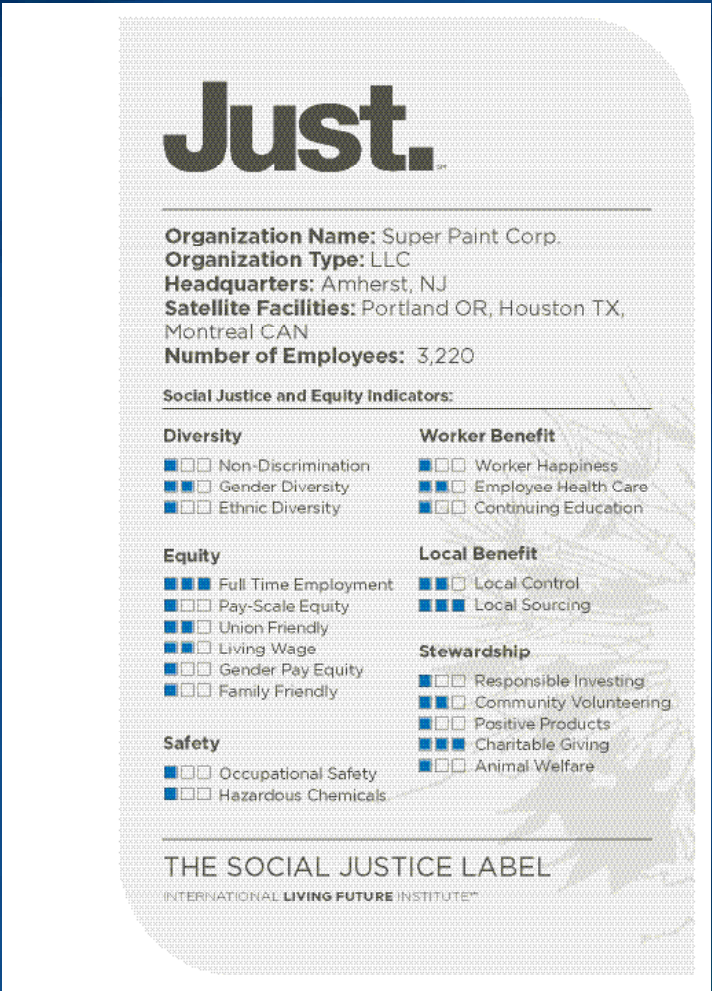 Just.
SM
Organization Name: Super Paint Corp.
Organization Type: LLC
Headquarters: Amherst, NJ
Satellite Facilities: Portland OR, Houston TX,
Montreal CAN
Number of Employees: 3,220
Social Justice and Equity Indicators:
Diversity
Non-Discrimination
Gender Diversity
Ethnic Diversity
Equity
Full Time Employment
Pay-Scale Equity
Union Friendly
Living Wage
Gender Pay Equity
Family Friendly
Safety
Occupational Safety
Hazardous Chemicals
Worker Benefit
Worker Happiness
Employee Health Care
Continuing Education
Local Benefit
Local Control
Local Sourcing
Stewardship
Responsible Investing
Community Volunteering
Positive Products
Charitable Giving
Animal Welfare
THE SOCIAL JUSTICE LABEL
INTERNATIONAL LIVING FUTURE INSTITUTE℠